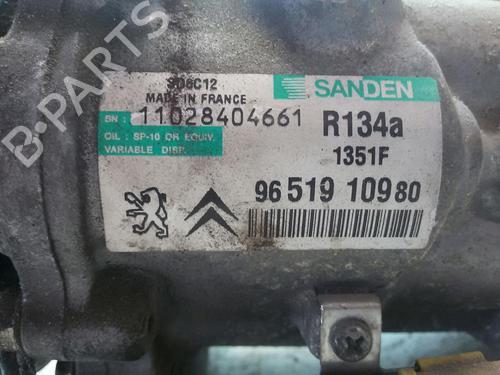 SD6C12
MADE IN FRANCE
SANDEN
SN : 11028404661
R134a
OIL : SP-10 OR EQUIV.
VARIABLE DISP.
1351F
96 519 109 80
B-PARTS